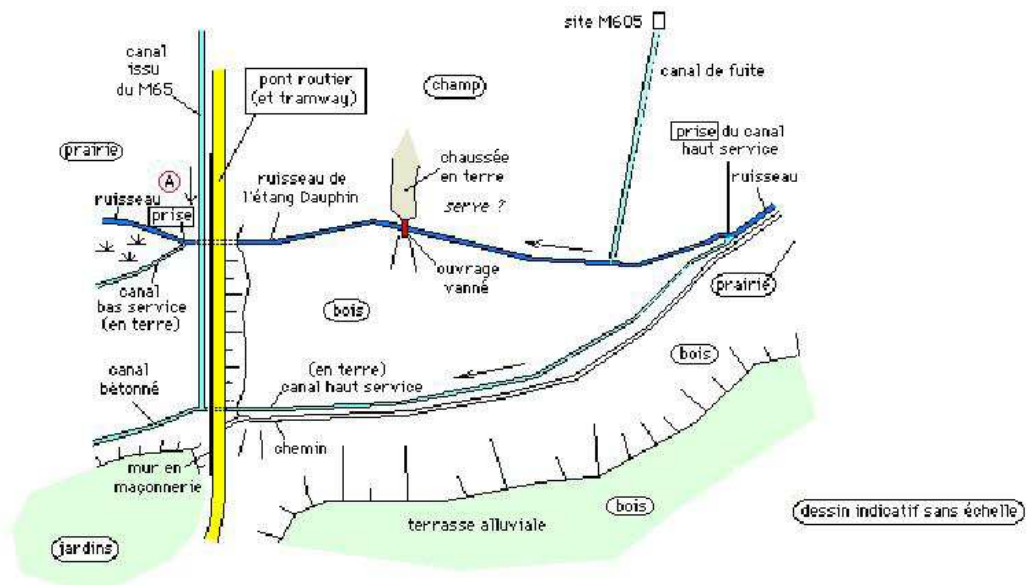 site M605
canal
issu
du M65
pont routier
(et tramway)
champ
canal de fuite
prise du canal
haut service
ruisseau
prairie
A
ruisseau
prise
ruisseau de
l'étang Dauphin
chaussée
en terre
serve ?
ouvrage
vanné
prairié
canal
bas service
(en terre)
bois
bois
canal
bétonné
(en terre)
canal haut service
chemin
mur en
maçonnerie
bois
terrasse alluviale
dessin indicatif sans échelle
jardins